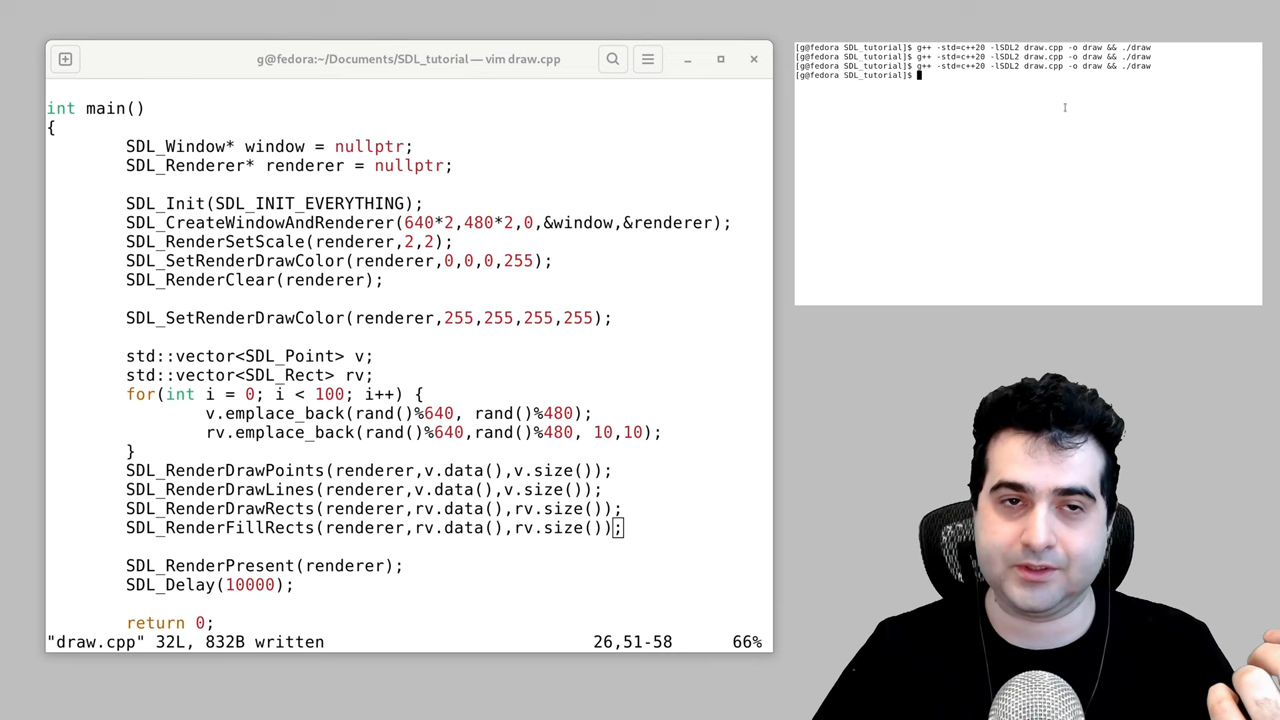 g@fedora:~/Documents/SDL_tutorial — vim draw.cpp
int main()
{
SDL_Window* window = nullptr;
SDL_Renderer* renderer = nullptr;
SDL_Init(SDL_INIT_EVERYTHING);
SDL_CreateWindowAndRenderer(640*2,480*2,0,&window,&renderer);
SDL_RenderSetScale(renderer,2,2);
SDL_SetRenderDrawColor(renderer,0,0,0,255);
SDL_RenderClear(renderer);
SDL_SetRenderDrawColor(renderer,255,255,255,255);
std::vector<SDL_Point> v;
std::vector<SDL_Rect> rv;
for(int i = 0; i < 100; i++) {
v.emplace_back(rand()%640, rand()%480);
rv.emplace_back(rand()%640,rand()%480, 10,10);
}
SDL_RenderDrawPoints(renderer,v.data(),v.size());
SDL_RenderDrawLines(renderer,v.data(),v.size());
SDL_RenderDrawRects(renderer,rv.data(),rv.size());
SDL_RenderFillRects(renderer,rv.data(),rv.size());
SDL_RenderPresent(renderer);
SDL_Delay(10000);
return 0;
"draw.cpp" 32L, 832B written 26,51-58 66%
[g@fedora SDL_tutorial]$ g++ -std=c++20 -lSDL2 draw.cpp -o draw && ./draw
[g@fedora SDL_tutorial]$ g++ -std=c++20 -lSDL2 draw.cpp -o draw && ./draw
[g@fedora SDL_tutorial]$ g++ -std=c++20 -lSDL2 draw.cpp -o draw && ./draw
[g@fedora SDL_tutorial]$